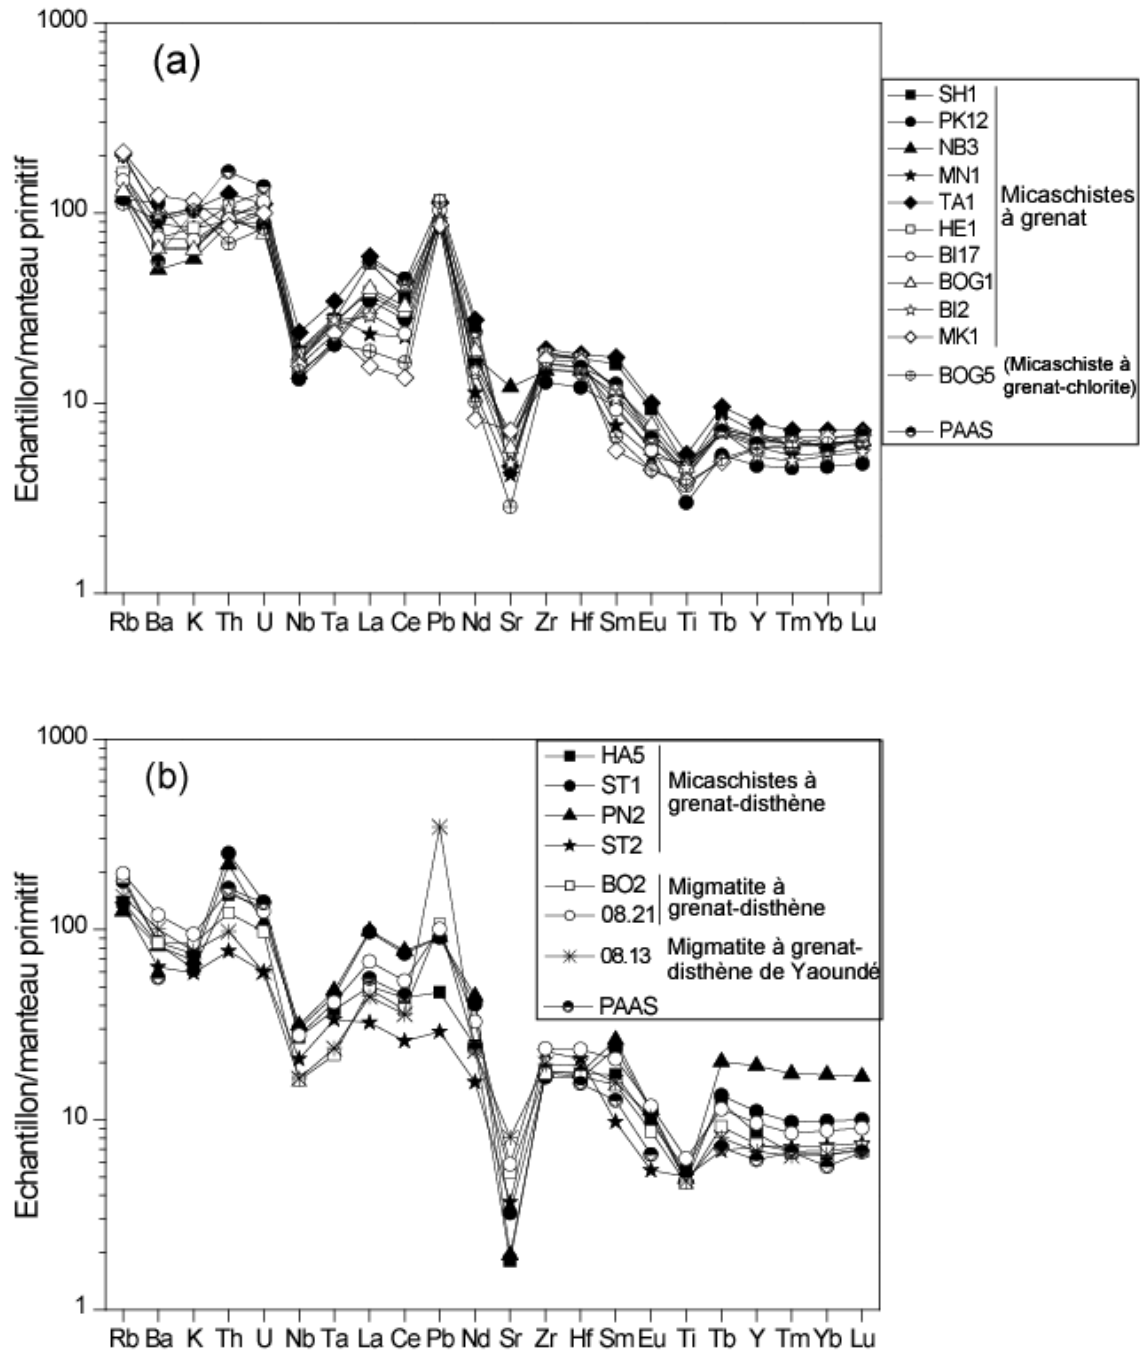 (a)
Echantillon/manteau primitif
1000
100
10
1
Rb Ba K Th U Nb Ta La Ce Pb Nd Sr Zr Hf Sm Eu Ti Tb Y Tm Yb Lu
SH1
PK12
NB3
MN1
TA1
HE1
BI17
BOG1
BI2
MK1
Micaschistes
à grenat
BOG5 (Micaschiste à
grenat-chlorite)
PAAS
(b)
Echantillon/manteau primitif
1000
100
10
1
HA5
ST1
PN2
ST2
Micaschistes à
grenat-disthène
BO2
08.21
Migmatite à
grenat-disthène
08.13
Migmatite à grenat-
disthène de Yaoundé
PAAS
Rb Ba K Th U Nb Ta La Ce Pb Nd Sr Zr Hf Sm Eu Ti Tb Y Tm Yb Lu